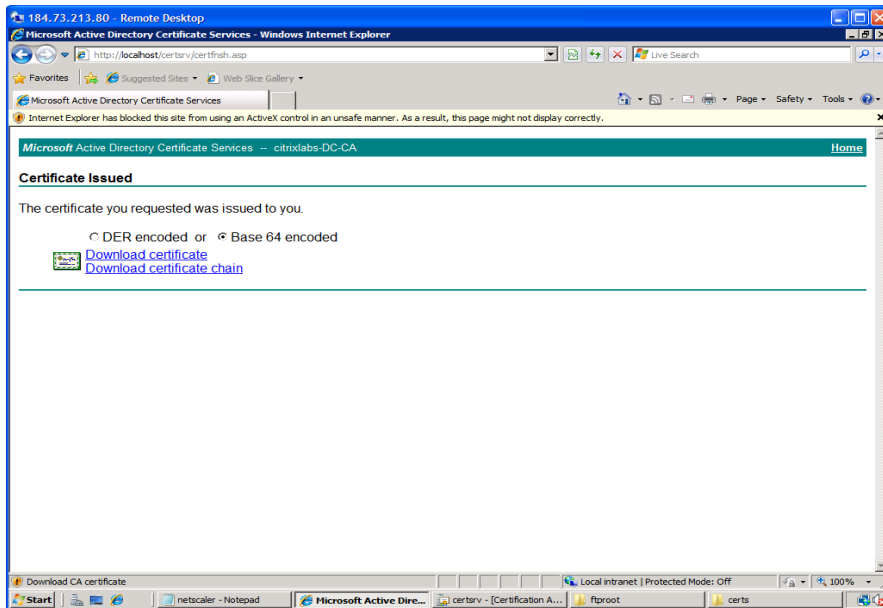 184.73.213.80 - Remote Desktop
Microsoft Active Directory Certificate Services - Windows Internet Explorer
http://localhost/certsrv/certfnsh.asp
Live Search
Favorites Suggested Sites Web Slice Gallery
Microsoft Active Directory Certificate Services
Page Safety Tools
Internet Explorer has blocked this site from using an ActiveX control in an unsafe manner. As a result, this page might not display correctly.
Microsoft Active Directory Certificate Services -- citrixlabs-DC-CA Home
Certificate Issued
The certificate you requested was issued to you.
DER encoded or Base 64 encoded
Download certificate
Download certificate chain
Download CA certificate Local intranet | Protected Mode: Off 100%
Start netscaler - Notepad Microsoft Active Dire... certsrv - [Certification A... ftproot certs